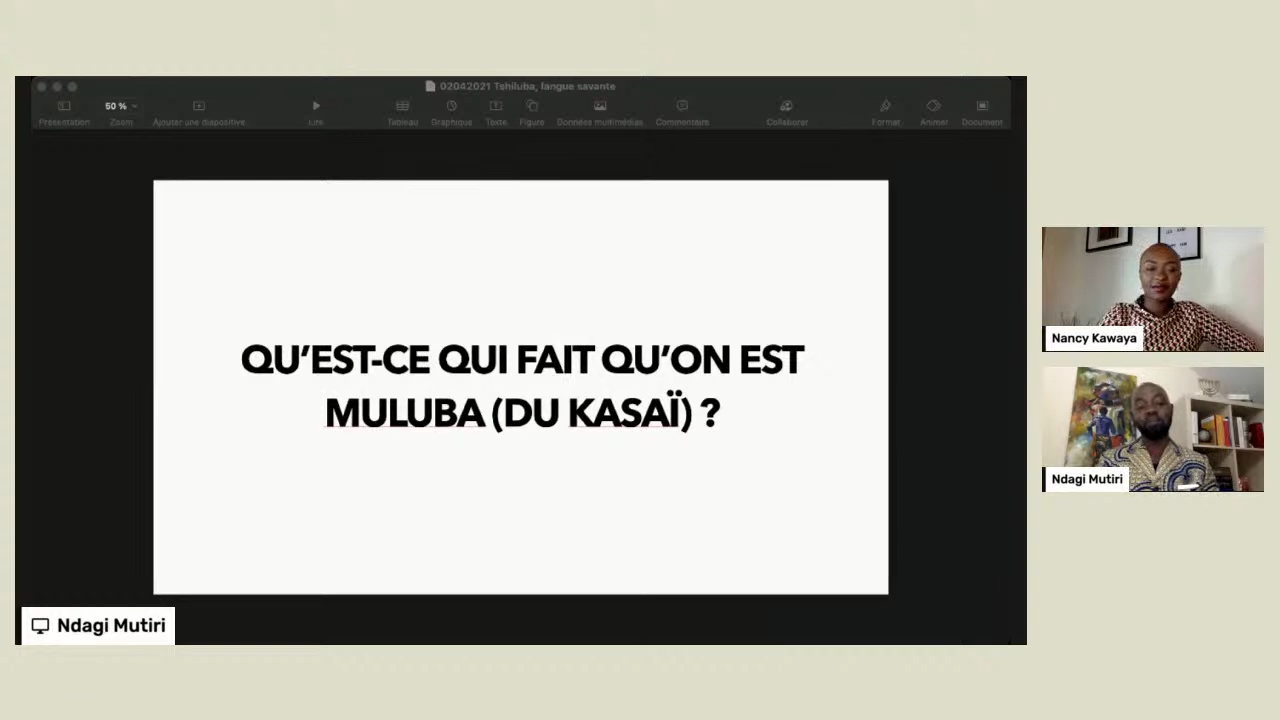 02042021 Tshiluba, langue savante
50 %
Présentation Zoom Ajouter une diapositive Lire Tableau Graphique Texte Figure Données multimédias Commentaire Collaborer Format Animer Document
QU’EST-CE QUI FAIT QU’ON EST
MULUBA (DU KASAÏ) ?
Nancy Kawaya
Ndagi Mutiri
Ndagi Mutiri